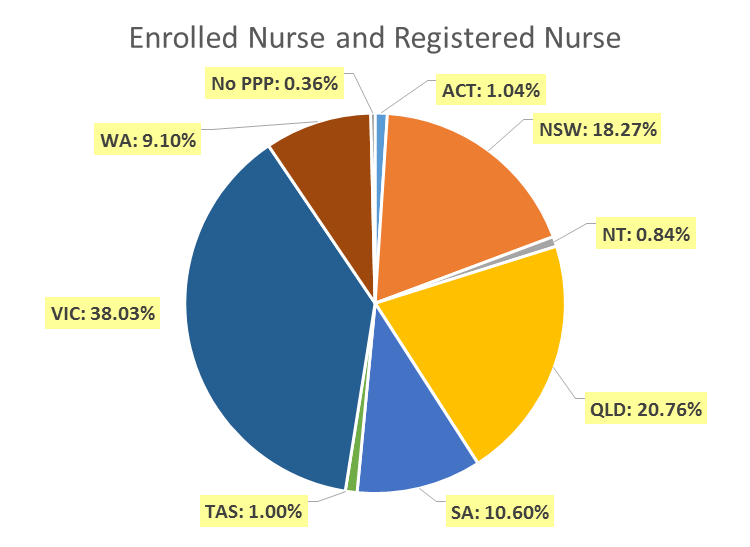 Enrolled Nurse and Registered Nurse
No PPP: 0.36%
ACT: 1.04%
WA: 9.10%
NSW: 18.27%
NT: 0.84%
VIC: 38.03%
QLD: 20.76%
TAS: 1.00%
SA: 10.60%